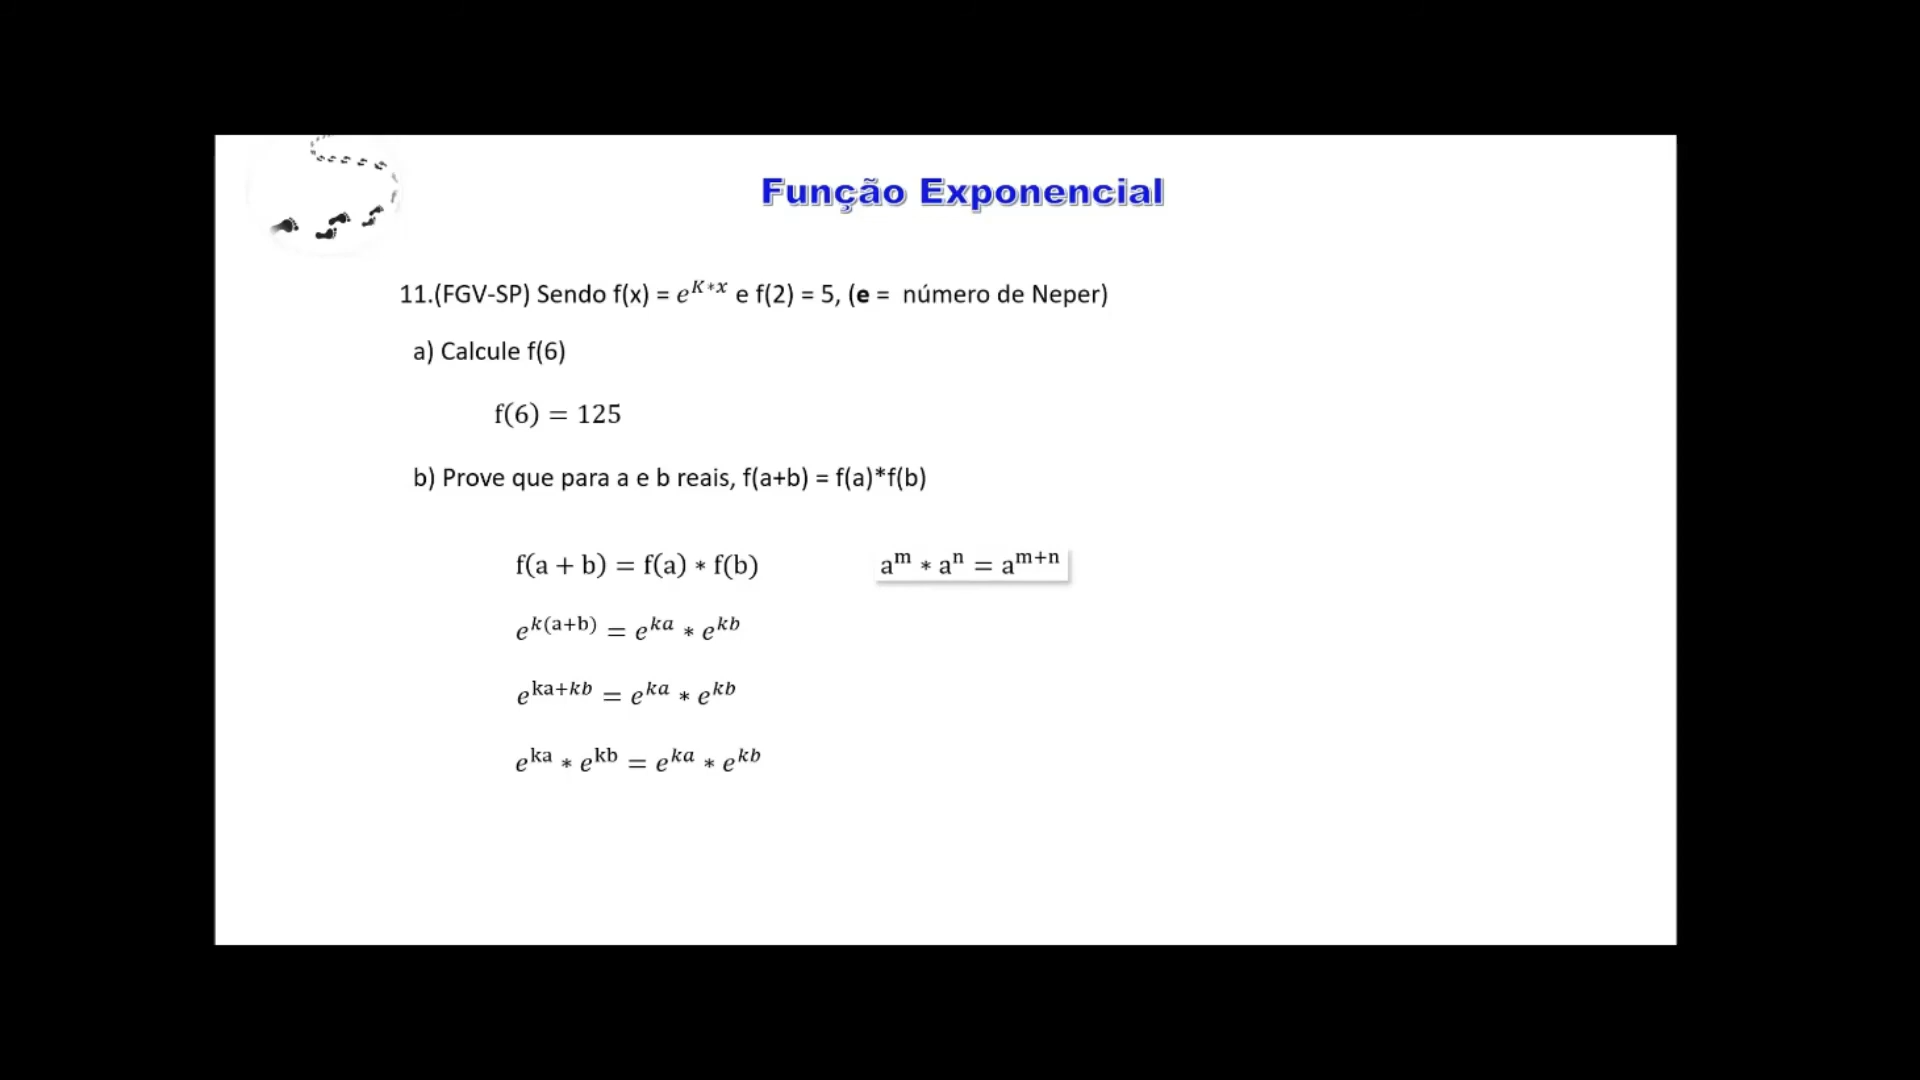 Função Exponencial
11.(FGV-SP) Sendo f(x) = e^{K*x} e f(2) = 5, (e = número de Neper)
a) Calcule f(6)
f(6) = 125
b) Prove que para a e b reais, f(a+b) = f(a)*f(b)
f(a + b) = f(a) * f(b) a^m * a^n = a^{m+n}
e^{k(a+b)} = e^{ka} * e^{kb}
e^{ka+kb} = e^{ka} * e^{kb}
e^{ka} * e^{kb} = e^{ka} * e^{kb}